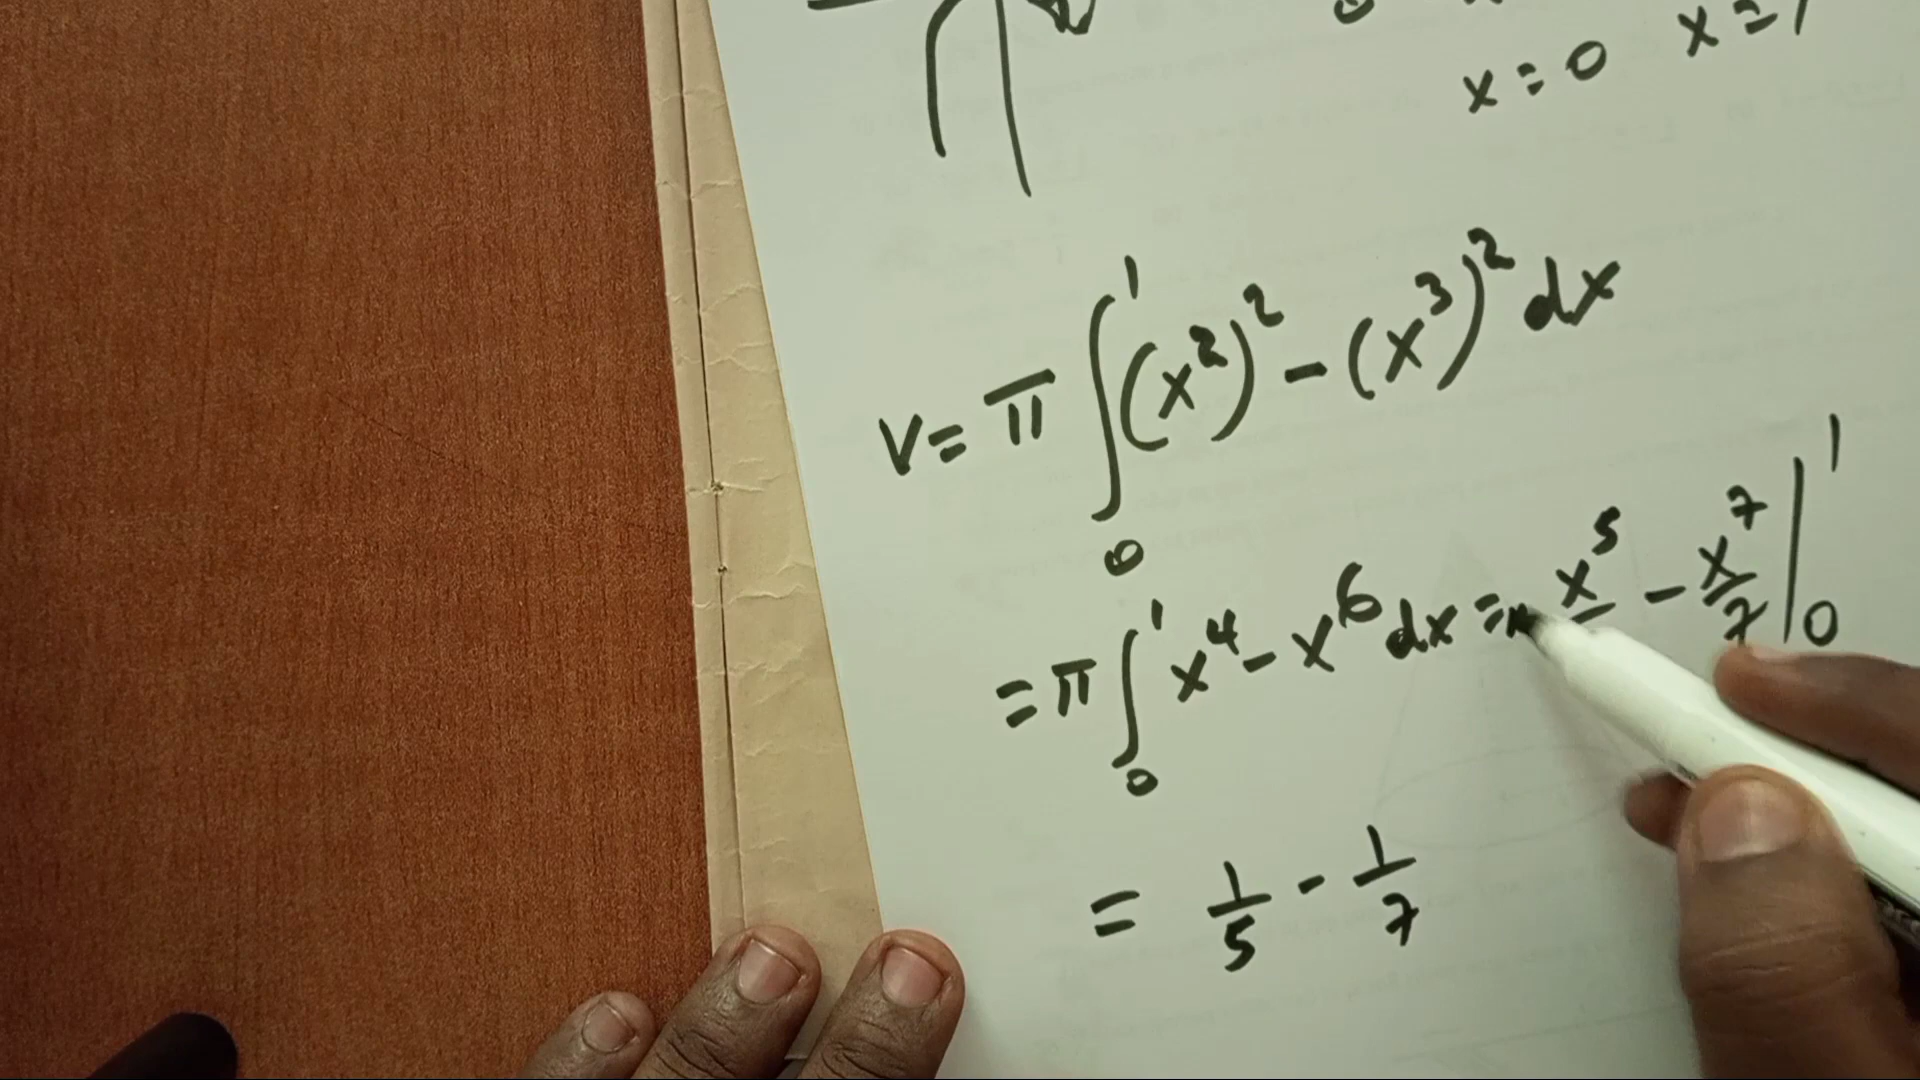 x = 0 x = 1
V = π ∫₀¹ (x²)² - (x³)² dx
= π ∫₀¹ x⁴ - x⁶ dx = π x⁵/ - x⁷/7 |₀¹
= 1/5 - 1/7